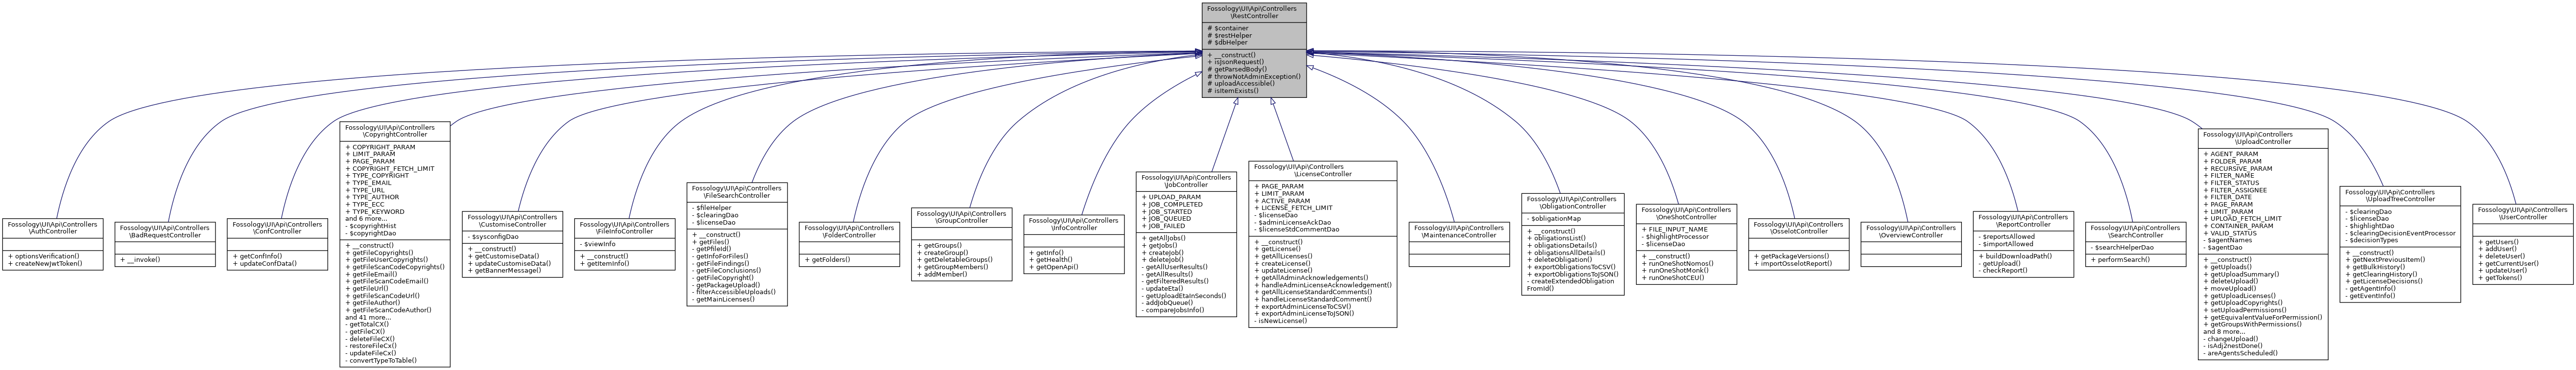 Fossology\UI\Api\Controllers
\RestController
# $container
# $restHelper
# $dbHelper
+ __construct()
+ isJsonRequest()
# getParsedBody()
# throwNotAdminException()
# uploadAccessible()
# isItemExists()
Fossology\UI\Api\Controllers
\AuthController
+ optionsVerification()
+ createNewJwtToken()
Fossology\UI\Api\Controllers
\BadRequestController
+ __invoke()
Fossology\UI\Api\Controllers
\ConfController
+ getConfInfo()
+ updateConfData()
Fossology\UI\Api\Controllers
\CopyrightController
+ COPYRIGHT_PARAM
+ LIMIT_PARAM
+ PAGE_PARAM
+ COPYRIGHT_FETCH_LIMIT
+ TYPE_COPYRIGHT
+ TYPE_EMAIL
+ TYPE_URL
+ TYPE_AUTHOR
+ TYPE_ECC
+ TYPE_KEYWORD
and 6 more...
- $copyrightHist
- $copyrightDao
+ __construct()
+ getFileCopyrights()
+ getFileUserCopyrights()
+ getFileScanCodeCopyrights()
+ getFileEmail()
+ getFileScanCodeEmail()
+ getFileUrl()
+ getFileScanCodeUrl()
+ getFileAuthor()
+ getFileScanCodeAuthor()
and 41 more...
- getTotalCX()
- getFileCX()
- deleteFileCX()
- restoreFileCx()
- updateFileCx()
- convertTypeToTable()
Fossology\UI\Api\Controllers
\CustomiseController
- $sysconfigDao
+ __construct()
+ getCustomiseData()
+ updateCustomiseData()
+ getBannerMessage()
Fossology\UI\Api\Controllers
\FileInfoController
- $viewInfo
+ __construct()
+ getItemInfo()
Fossology\UI\Api\Controllers
\FileSearchController
- $fileHelper
- $clearingDao
- $licenseDao
+ __construct()
+ getFiles()
- getInfoForFiles()
- getPfileId()
- getFileFindings()
- getFileConclusions()
- getFileCopyright()
- getPackageUpload()
- filterAccessibleUploads()
- getMainLicenses()
Fossology\UI\Api\Controllers
\FolderController
+ getFolders()
Fossology\UI\Api\Controllers
\GroupController
+ getGroups()
+ createGroup()
+ getDeletableGroups()
+ getGroupMembers()
+ addMember()
Fossology\UI\Api\Controllers
\InfoController
+ getInfo()
+ getHealth()
+ getOpenApi()
Fossology\UI\Api\Controllers
\JobController
+ UPLOAD_PARAM
+ JOB_COMPLETED
+ JOB_STARTED
+ JOB_QUEUED
+ JOB_FAILED
+ getAllJobs()
+ getJobs()
+ createJob()
+ deleteJob()
- getAllUserResults()
- getAllResults()
- getFilteredResults()
- updateEta()
- getUploadEtaInSeconds()
- addJobQueue()
- compareJobsInfo()
Fossology\UI\Api\Controllers
\LicenseController
+ PAGE_PARAM
+ LIMIT_PARAM
+ ACTIVE_PARAM
+ LICENSE_FETCH_LIMIT
- $licenseDao
- $adminLicenseAckDao
- $licenseStdCommentDao
+ __construct()
+ getLicense()
+ getAllLicenses()
+ createLicense()
+ updateLicense()
+ getAllAdminAcknowledgements()
+ handleAdminLicenseAcknowledgement()
+ getAllLicenseStandardComments()
+ handleLicenseStandardComment()
+ exportAdminLicenseToCSV()
+ exportAdminLicenseToJSON()
- isNewLicense()
Fossology\UI\Api\Controllers
\MaintenanceController
Fossology\UI\Api\Controllers
\ObligationController
- $obligationMap
+ __construct()
+ obligationsList()
+ obligationsDetails()
+ obligationsAllDetails()
+ deleteObligation()
+ exportObligationsToCSV()
+ exportObligationsToJSON()
- createExtendedObligation
FromId()
Fossology\UI\Api\Controllers
\OneShotController
+ FILE_INPUT_NAME
- $highlightProcessor
- $licenseDao
+ __construct()
+ runOneShotNomos()
+ runOneShotMonk()
+ runOneShotCEU()
Fossology\UI\Api\Controllers
\OsselotController
+ getPackageVersions()
+ importOsselotReport()
Fossology\UI\Api\Controllers
\OverviewController
Fossology\UI\Api\Controllers
\ReportController
- $reportsAllowed
- $importAllowed
+ buildDownloadPath()
- getUpload()
- checkReport()
Fossology\UI\Api\Controllers
\SearchController
- $searchHelperDao
+ performSearch()
Fossology\UI\Api\Controllers
\UploadController
+ AGENT_PARAM
+ FOLDER_PARAM
+ RECURSIVE_PARAM
+ FILTER_NAME
+ FILTER_STATUS
+ FILTER_ASSIGNEE
+ FILTER_DATE
+ PAGE_PARAM
+ LIMIT_PARAM
+ UPLOAD_FETCH_LIMIT
+ CONTAINER_PARAM
+ VALID_STATUS
- $agentNames
- $agentDao
+ __construct()
+ getUploads()
+ getUploadSummary()
+ deleteUpload()
+ moveUpload()
+ getUploadLicenses()
+ getUploadCopyrights()
+ setUploadPermissions()
+ getEquivalentValueForPermission()
+ getGroupsWithPermissions()
and 8 more...
- changeUpload()
- isAdj2nestDone()
- areAgentsScheduled()
Fossology\UI\Api\Controllers
\UploadTreeController
- $clearingDao
- $licenseDao
- $highlightDao
- $clearingDecisionEventProcessor
- $decisionTypes
+ __construct()
+ getNextPreviousItem()
+ getBulkHistory()
+ getClearingHistory()
+ getLicenseDecisions()
- getAgentInfo()
- getEventInfo()
Fossology\UI\Api\Controllers
\UserController
+ getUsers()
+ addUser()
+ deleteUser()
+ getCurrentUser()
+ updateUser()
+ getTokens()